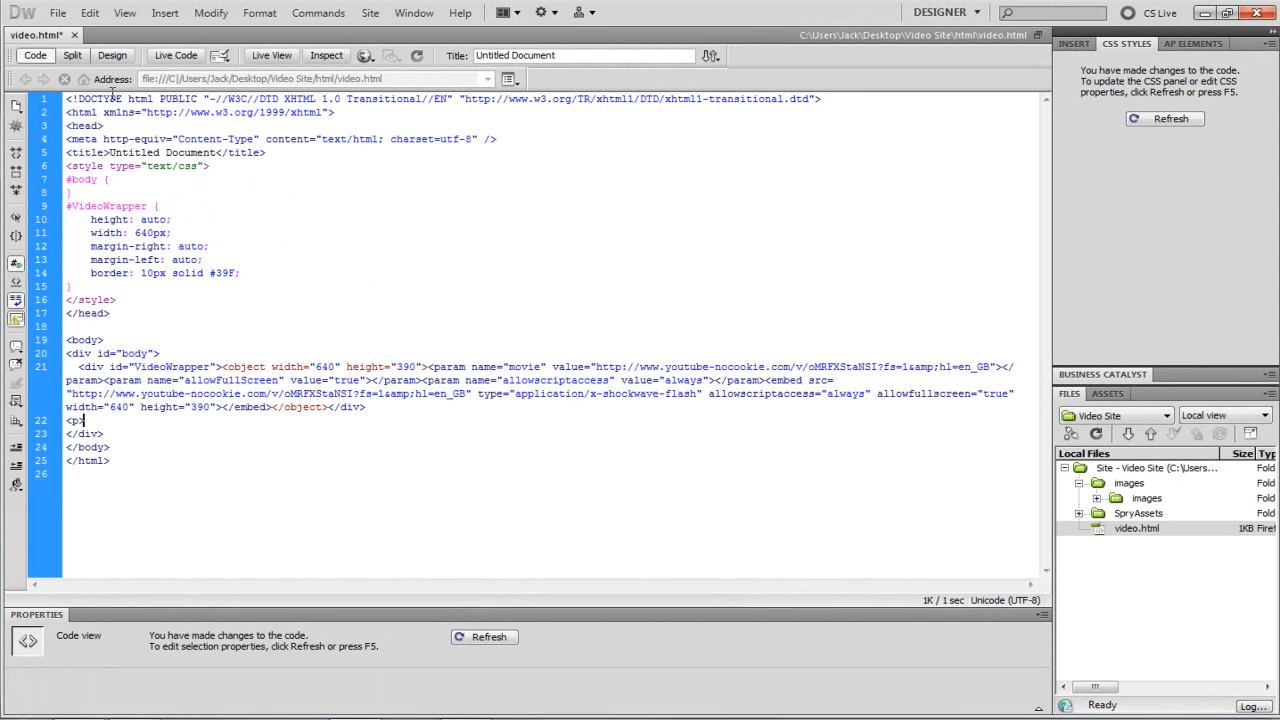 Dw File Edit View Insert Modify Format Commands Site Window Help DESIGNER CS Live
video.html* C:\Users\Jack\Desktop\Video Site\html\video.html
Code Split Design Live Code Live View Inspect Title: Untitled Document
Address: file:///C|/Users/Jack/Desktop/Video Site/html/video.html
1 <!DOCTYPE html PUBLIC "-//W3C//DTD XHTML 1.0 Transitional//EN" "http://www.w3.org/TR/xhtml1/DTD/xhtml1-transitional.dtd">
2 <html xmlns="http://www.w3.org/1999/xhtml">
3 <head>
4 <meta http-equiv="Content-Type" content="text/html; charset=utf-8" />
5 <title>Untitled Document</title>
6 <style type="text/css">
7 #body {
8 }
9 #VideoWrapper {
10 height: auto;
11 width: 640px;
12 margin-right: auto;
13 margin-left: auto;
14 border: 10px solid #39F;
15 }
16 </style>
17 </head>
18
19 <body>
20 <div id="body">
21 <div id="VideoWrapper"><object width="640" height="390"><param name="movie" value="http://www.youtube-nocookie.com/v/oMRFXStaNSI?fs=1&amp;hl=en_GB"></
param><param name="allowFullScreen" value="true"></param><param name="allowscriptaccess" value="always"></param><embed src=
"http://www.youtube-nocookie.com/v/oMRFXStaNSI?fs=1&amp;hl=en_GB" type="application/x-shockwave-flash" allowscriptaccess="always" allowfullscreen="true"
width="640" height="390"></embed></object></div>
22 <p>
23 </div>
24 </body>
25 </html>
26
1K / 1 sec Unicode (UTF-8)
PROPERTIES
Code view You have made changes to the code.
To edit selection properties, click Refresh or press F5.
Refresh
INSERT CSS STYLES AP ELEMENTS
You have made changes to the code.
To update the CSS panel or edit CSS
properties, click Refresh or press F5.
Refresh
BUSINESS CATALYST
FILES ASSETS
Video Site Local view
Local Files Size Typ
Site - Video Site (C:\Users... Fold
images Fold
images Fold
SpryAssets Fold
video.html 1KB Firef
Ready Log...